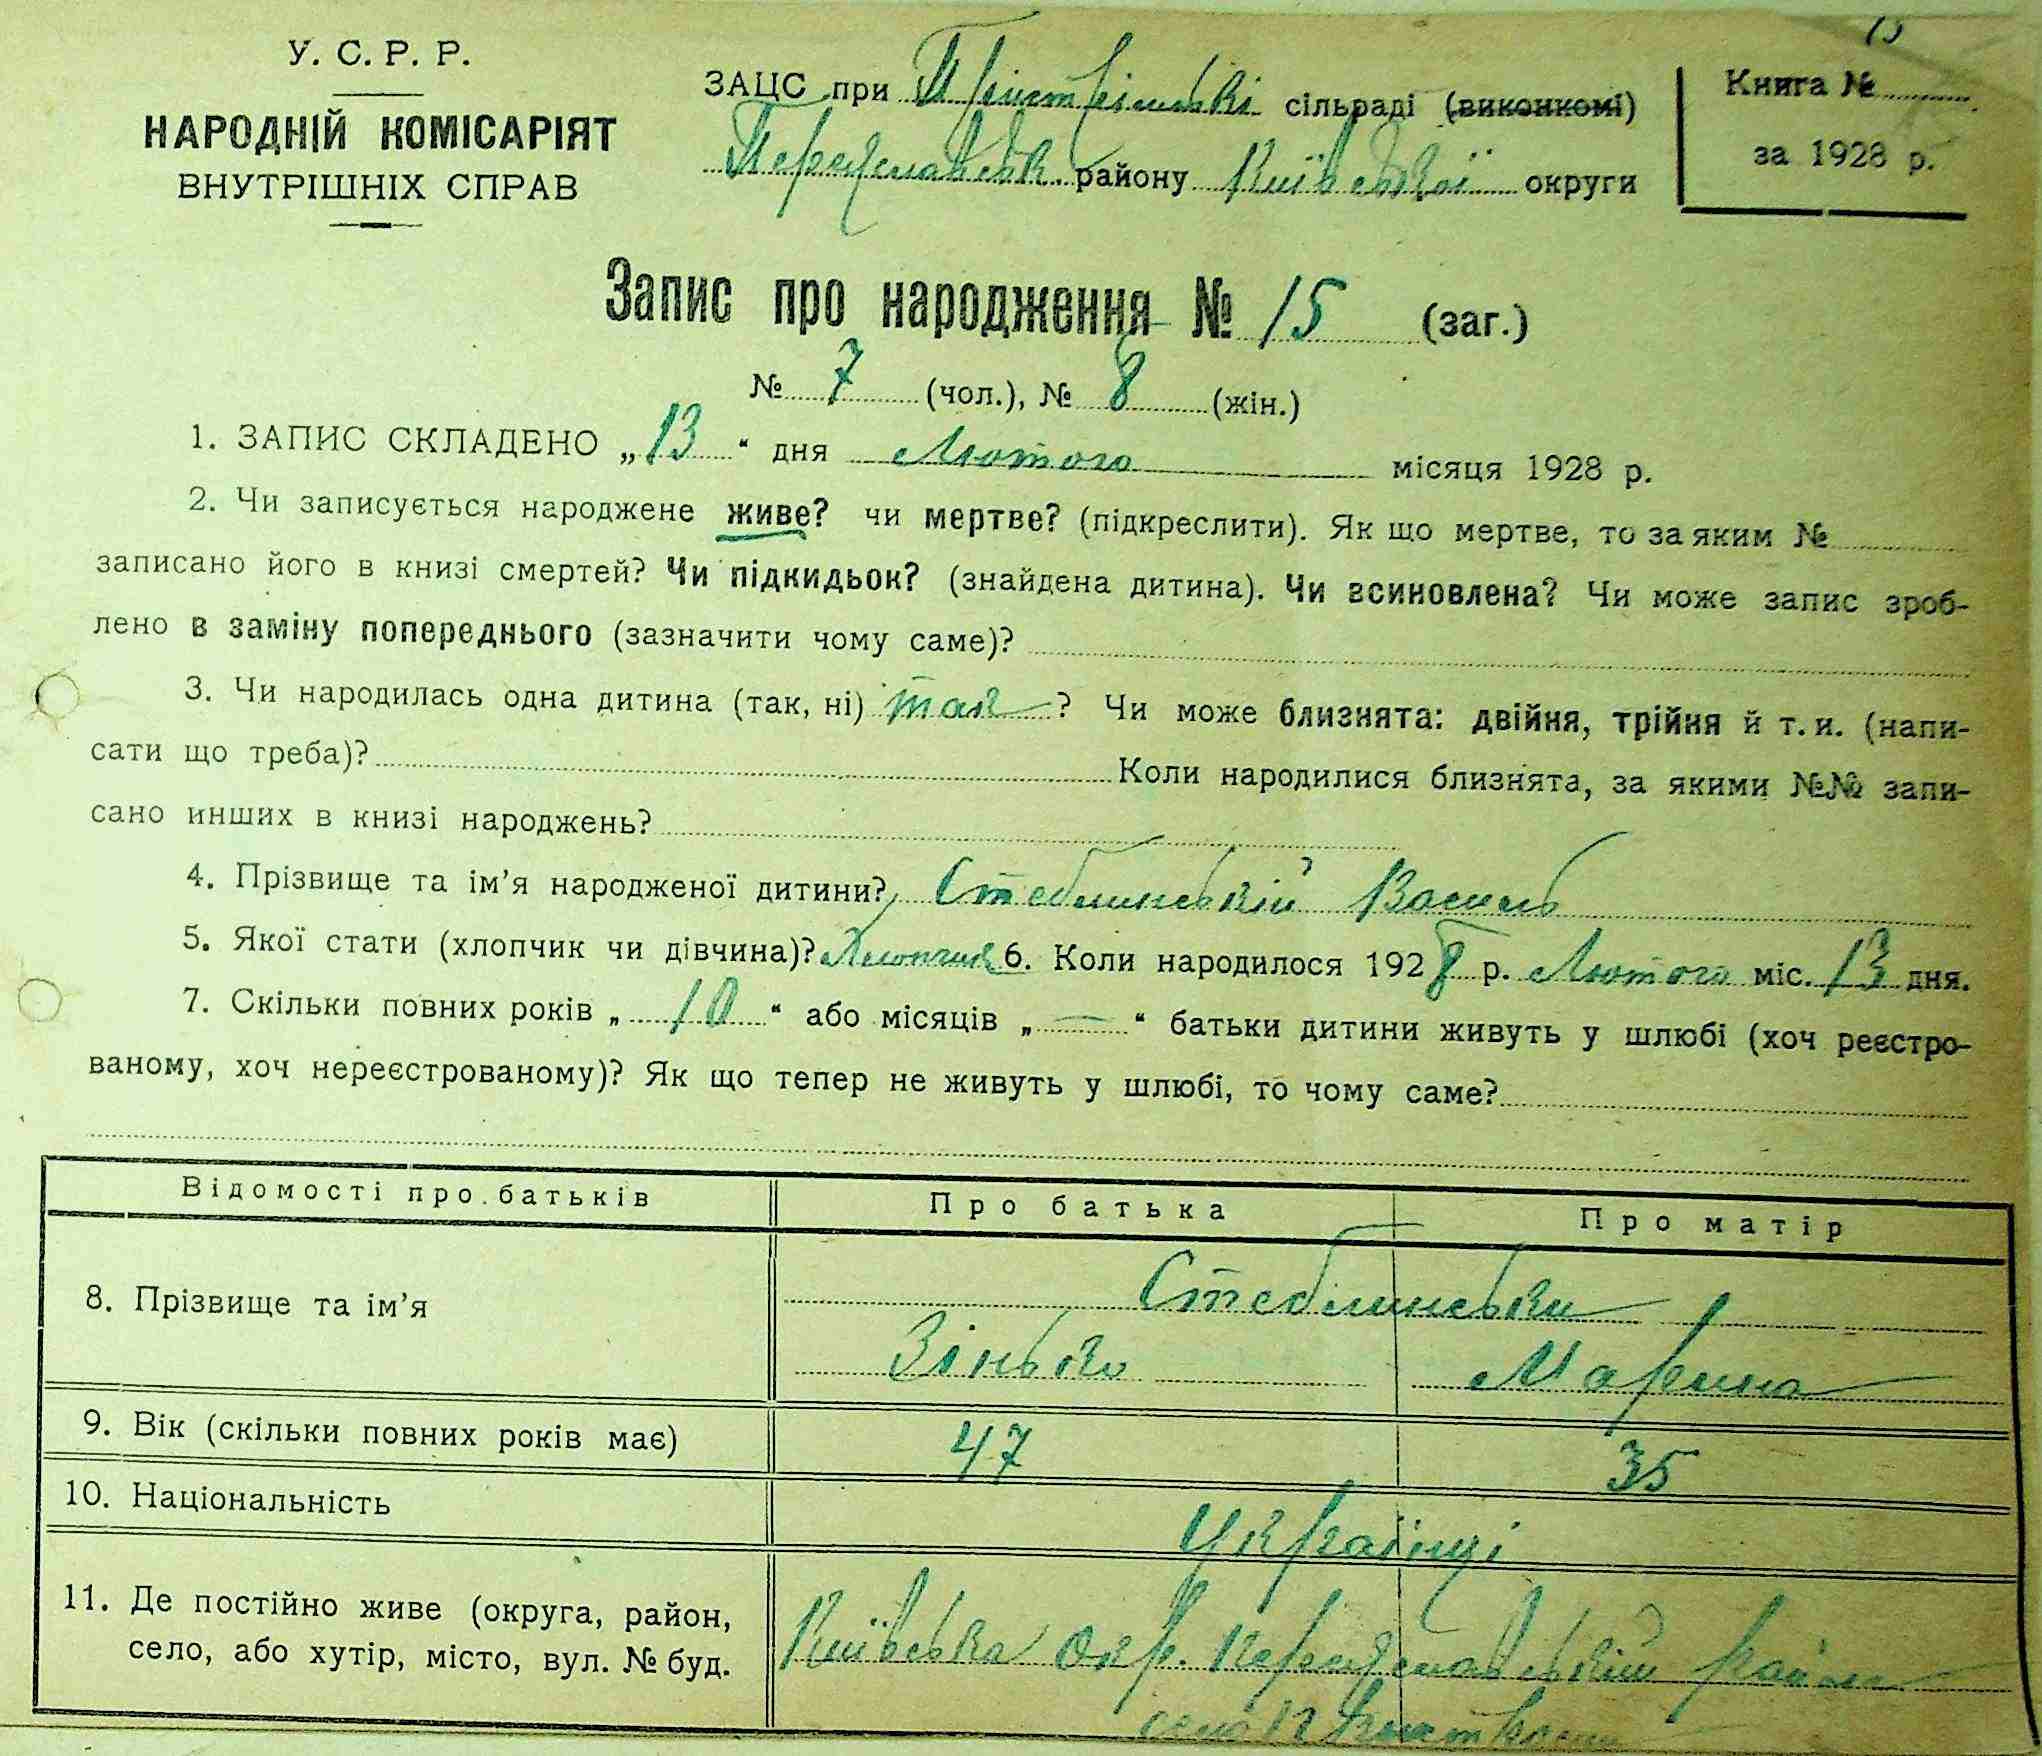 15
У. С. Р. Р.
НАРОДНІЙ КОМІСАРІЯТ
ВНУТРІШНІХ СПРАВ
ЗАЦС при сільраді (виконкомі)
Переяславськ. району Київської округи
Книга №
за 1928 р.
Запис про народження № 15 (заг.)
№ 7 (чол.), № 8 (жін.)
1. ЗАПИС СКЛАДЕНО „13“ дня Лютого місяця 1928 р.
2. Чи записується народжене живе? чи мертве? (підкреслити). Як що мертве, то за яким №
записано його в книзі смертей? Чи підкидьок? (знайдена дитина). Чи всиновлена? Чи може запис зроб-
лено в заміну попереднього (зазначити чому саме)?
3. Чи народилась одна дитина (так, ні) так ? Чи може близнята: двійня, трійня й т. и. (напи-
сати що треба)? Коли народилися близнята, за якими №№ запи-
сано инших в книзі народжень?
4. Прізвище та ім’я народженої дитини? Стеблинській Василь
5. Якої стати (хлопчик чи дівчина)? Хлопчик 6. Коли народилося 1928 р. Лютого міс. 13 дня.
7. Скільки повних років „10“ або місяців „—“ батьки дитини живуть у шлюбі (хоч реєстро-
ваному, хоч нереєстрованому)? Як що тепер не живуть у шлюбі, то чому саме?
Відомості про батьків Про батька Про матір
8. Прізвище та ім’я Стеблинськи
Зінько Марина
9. Вік (скільки повних років має) 47 35
10. Національність Українці
11. Де постійно живе (округа, район,
село, або хутір, місто, вул. № буд.
Київська окр. Переяславській район
село